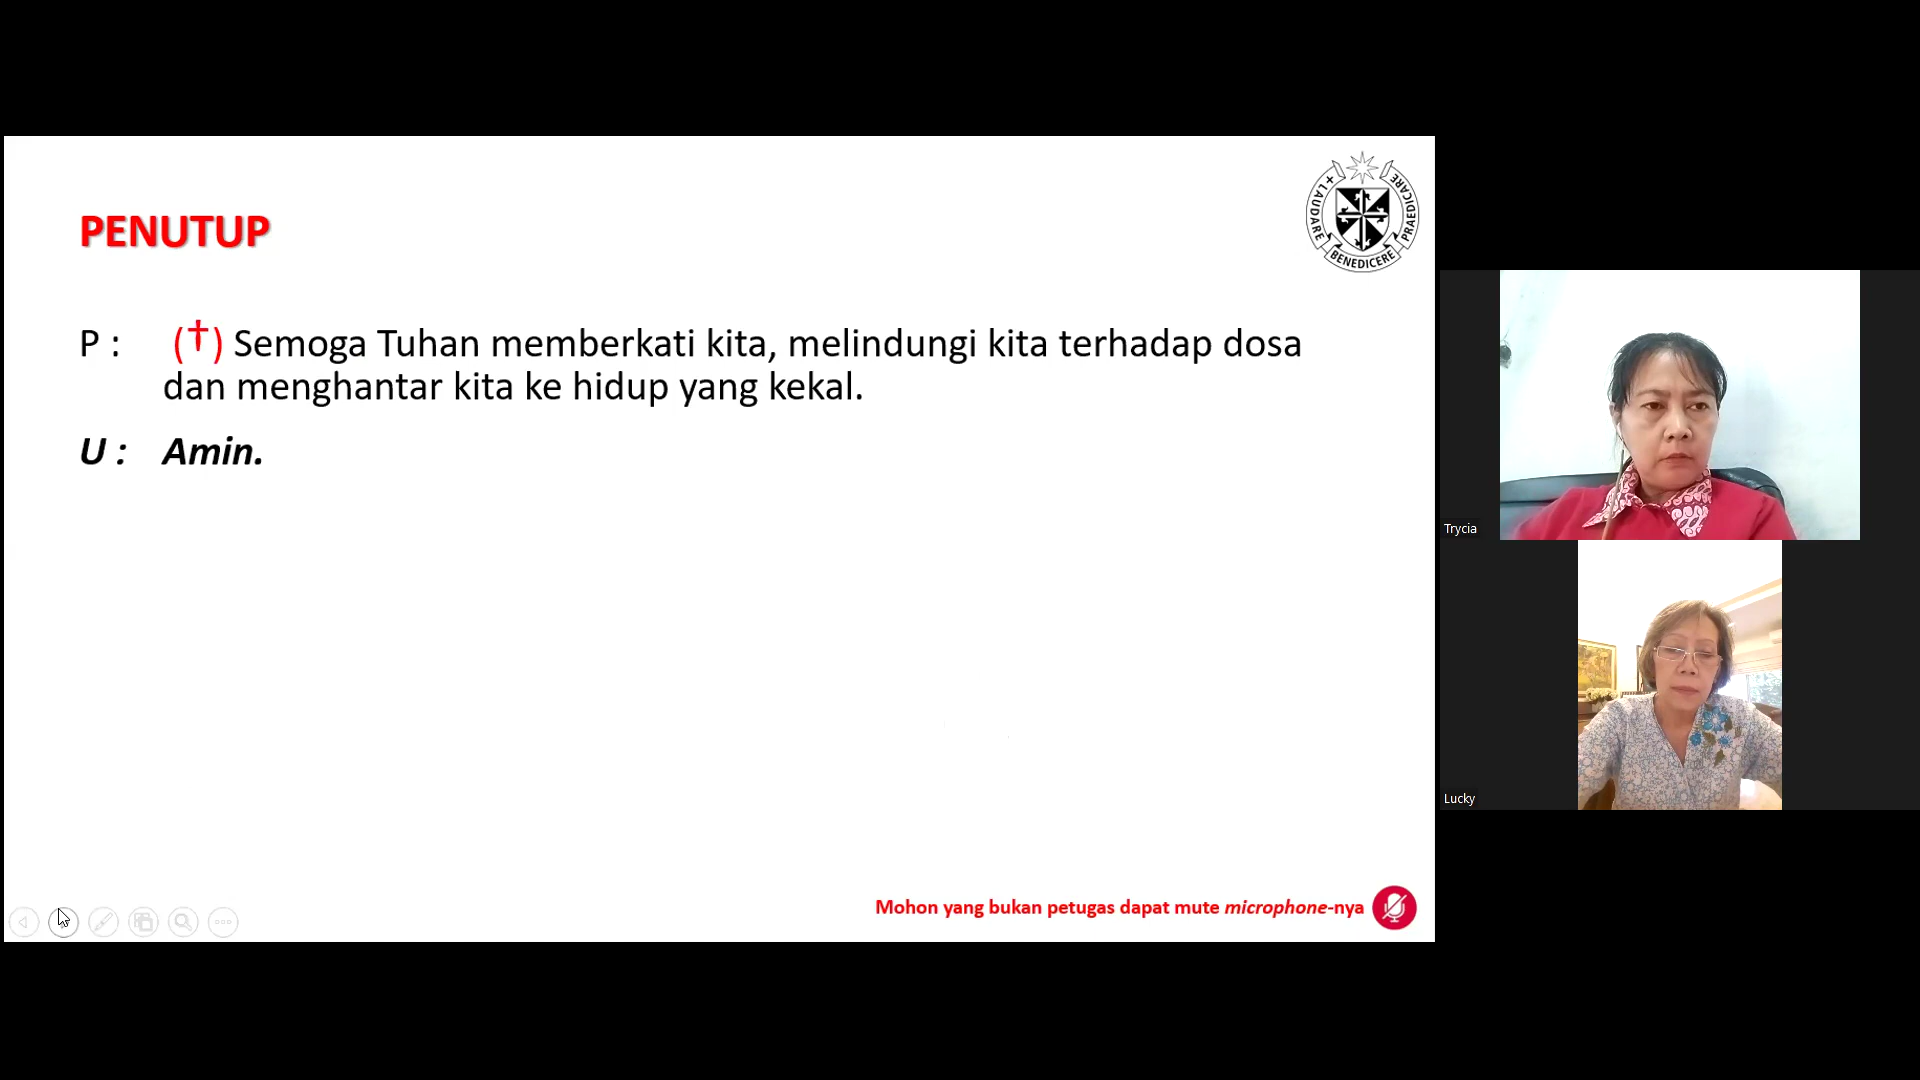 PENUTUP
+ LAUDARE BENEDICERE PRAEDICARE
P : (†) Semoga Tuhan memberkati kita, melindungi kita terhadap dosa
dan menghantar kita ke hidup yang kekal.
U : Amin.
Mohon yang bukan petugas dapat mute microphone-nya
Trycia
Lucky